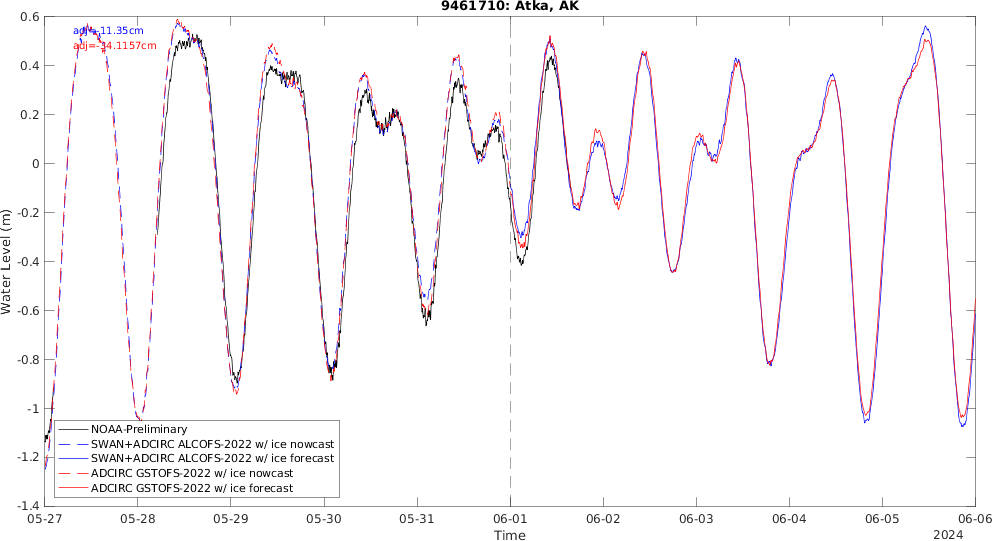 9461710: Atka, AK
adj=-11.35cm
adj=-34.1157cm
Water Level (m)
0.6
0.4
0.2
0
-0.2
-0.4
-0.6
-0.8
-1
-1.2
-1.4
NOAA-Preliminary
SWAN+ADCIRC ALCOFS-2022 w/ ice nowcast
SWAN+ADCIRC ALCOFS-2022 w/ ice forecast
ADCIRC GSTOFS-2022 w/ ice nowcast
ADCIRC GSTOFS-2022 w/ ice forecast
05-27 05-28 05-29 05-30 05-31 06-01 06-02 06-03 06-04 06-05 06-06
Time
2024